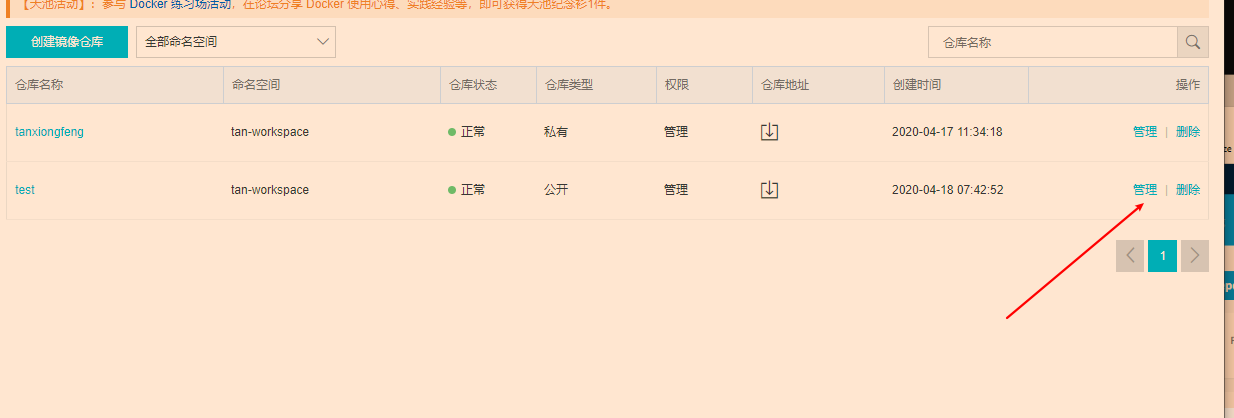 【天池活动】：参与 Docker 练习场活动，在论坛分享 Docker 使用心得、实践经验等，即可获得天池纪念衫1件。
创建镜像仓库 全部命名空间 仓库名称
仓库名称 命名空间 仓库状态 仓库类型 权限 仓库地址 创建时间 操作
tanxiongfeng tan-workspace 正常 私有 管理 2020-04-17 11:34:18 管理 | 删除
test tan-workspace 正常 公开 管理 2020-04-18 07:42:52 管理 | 删除
1